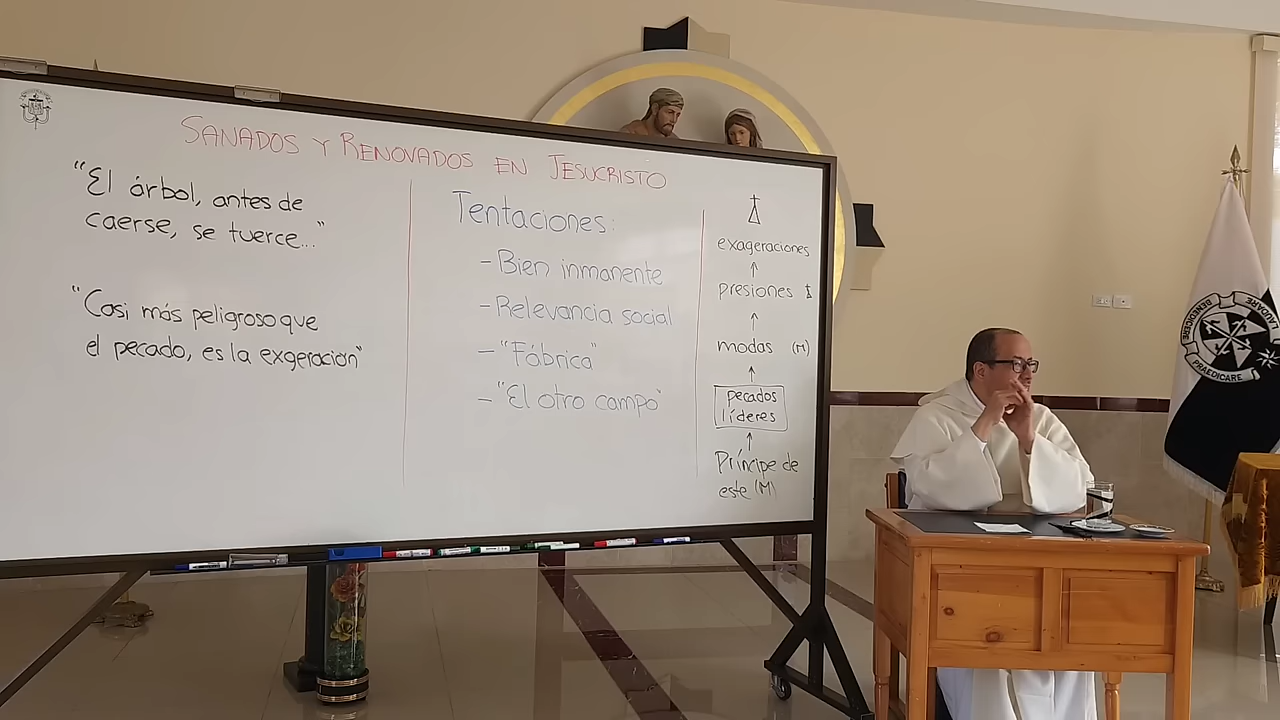 SANADOS Y RENOVADOS EN JESUCRISTO
"El árbol, antes de
caerse, se tuerce..."
"Casi más peligroso que
el pecado, es la exgeración"
Tentaciones:
- Bien inmanente
- Relevancia social
- "Fábrica"
- "El otro campo"
exageraciones
presiones
modas (M)
pecados
líderes
Príncipe de
este (M)
LAUDARE
BENEDICERE
PRAEDICARE